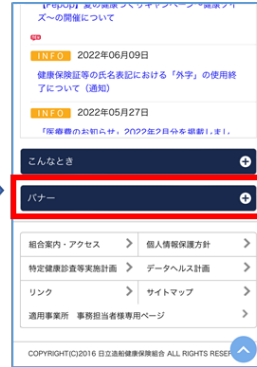 【Pepup】夏の健康づくりキャンペーン～健康クイ
ズ～の開催について
INFO 2022年06月09日
健康保険証等の氏名表記における「外字」の使用終
了について（通知）
INFO 2022年05月27日
「医療費のお知らせ」2022年2月分を掲載しまし
こんなとき
バナー
組合案内・アクセス 個人情報保護方針
特定健康診査等実施計画 データヘルス計画
リンク サイトマップ
適用事業所 事務担当者様専用ページ
COPYRIGHT(C)2016 日立造船健康保険組合 ALL RIGHTS RESER